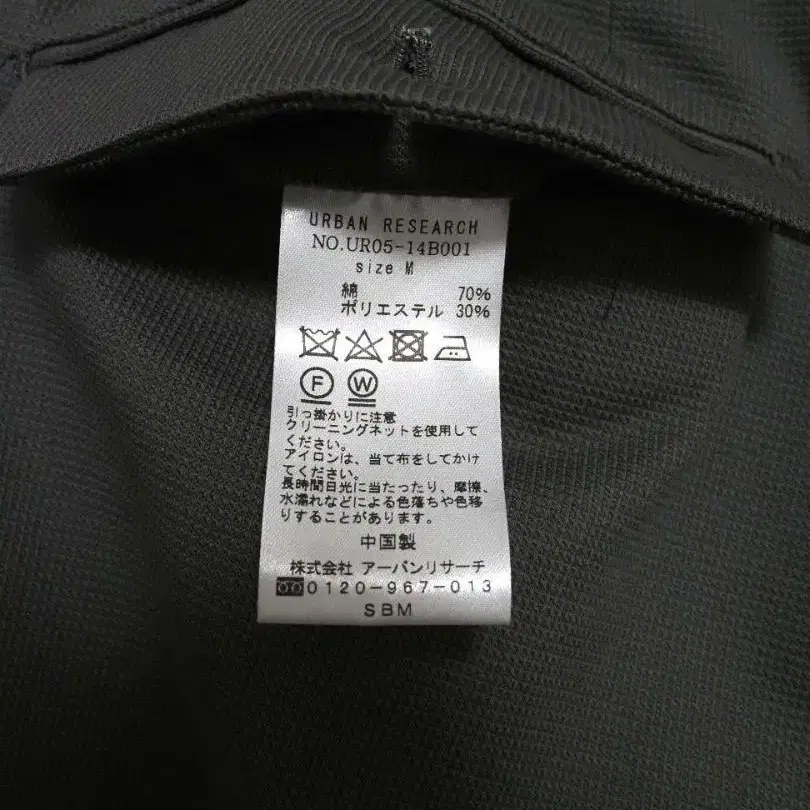 URBAN RESEARCH
NO.UR05-14B001
size M
綿 70%
ポリエステル 30%
F W
引っ掛かりに注意
クリーニングネットを使用して
ください。
アイロンは、当て布をしてかけ
てください。
長時間日光に当たったり、摩擦、
水濡れなどによる色落ちや色移
りすることがあります。
中国製
株式会社 アーバンリサーチ
0120-967-013
SBM